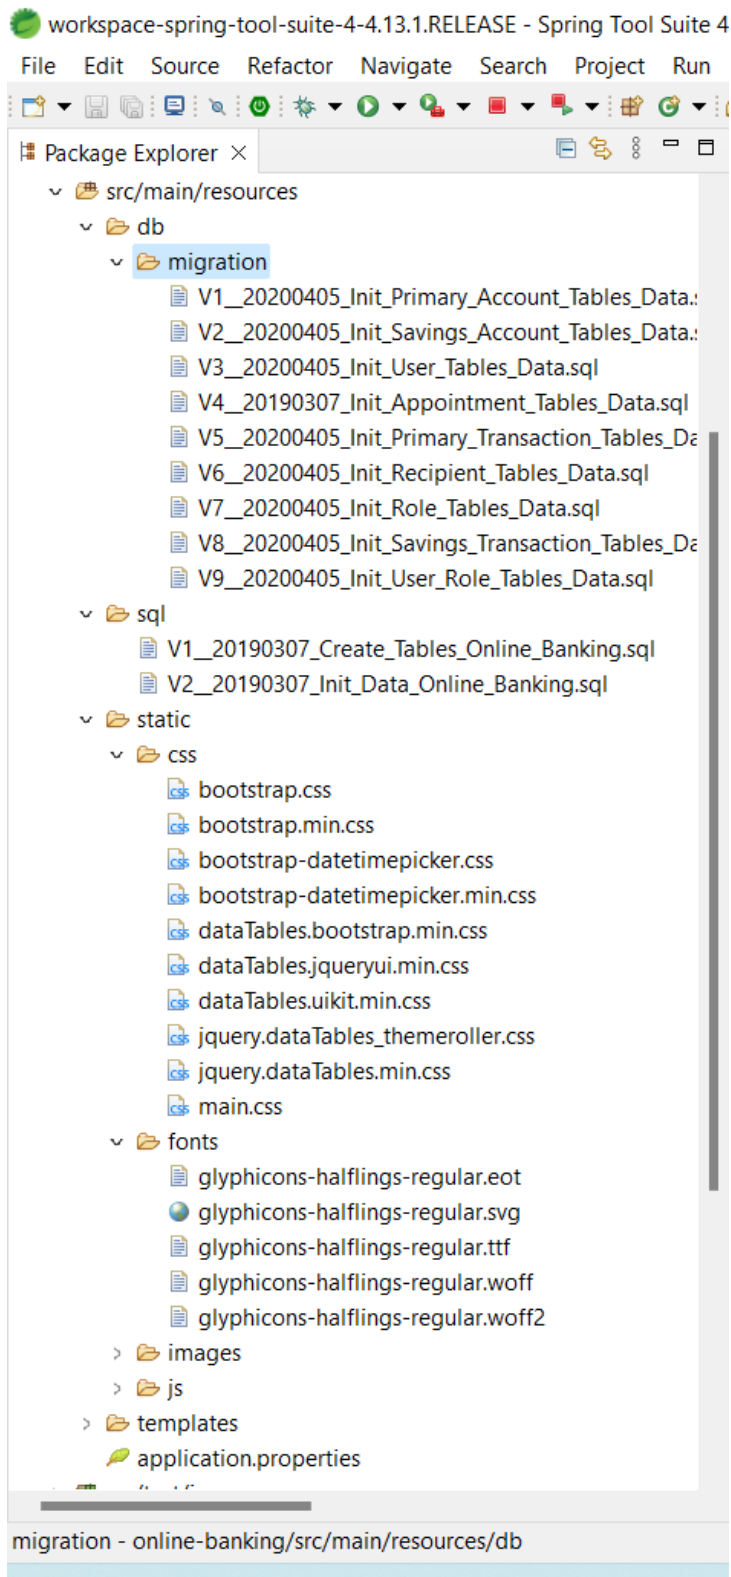 workspace-spring-tool-suite-4-4.13.1.RELEASE - Spring Tool Suite 4
File Edit Source Refactor Navigate Search Project Run
Package Explorer
src/main/resources
db
migration
V1__20200405_Init_Primary_Account_Tables_Data.
V2__20200405_Init_Savings_Account_Tables_Data.
V3__20200405_Init_User_Tables_Data.sql
V4__20190307_Init_Appointment_Tables_Data.sql
V5__20200405_Init_Primary_Transaction_Tables_Da
V6__20200405_Init_Recipient_Tables_Data.sql
V7__20200405_Init_Role_Tables_Data.sql
V8__20200405_Init_Savings_Transaction_Tables_Da
V9__20200405_Init_User_Role_Tables_Data.sql
sql
V1__20190307_Create_Tables_Online_Banking.sql
V2__20190307_Init_Data_Online_Banking.sql
static
css
bootstrap.css
bootstrap.min.css
bootstrap-datetimepicker.css
bootstrap-datetimepicker.min.css
dataTables.bootstrap.min.css
dataTables.jqueryui.min.css
dataTables.uikit.min.css
jquery.dataTables_themeroller.css
jquery.dataTables.min.css
main.css
fonts
glyphicons-halflings-regular.eot
glyphicons-halflings-regular.svg
glyphicons-halflings-regular.ttf
glyphicons-halflings-regular.woff
glyphicons-halflings-regular.woff2
images
js
templates
application.properties
migration - online-banking/src/main/resources/db